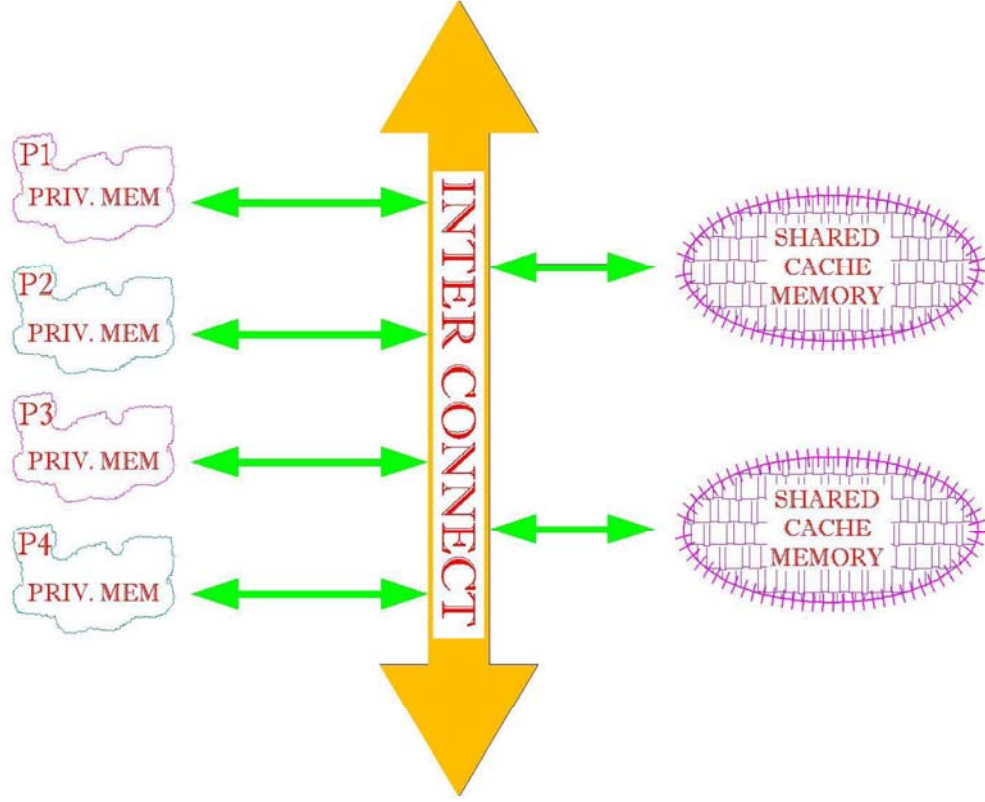 P1
PRIV. MEM
P2
PRIV. MEM
P3
PRIV. MEM
P4
PRIV. MEM
INTER CONNECT
SHARED
CACHE
MEMORY
SHARED
CACHE
MEMORY